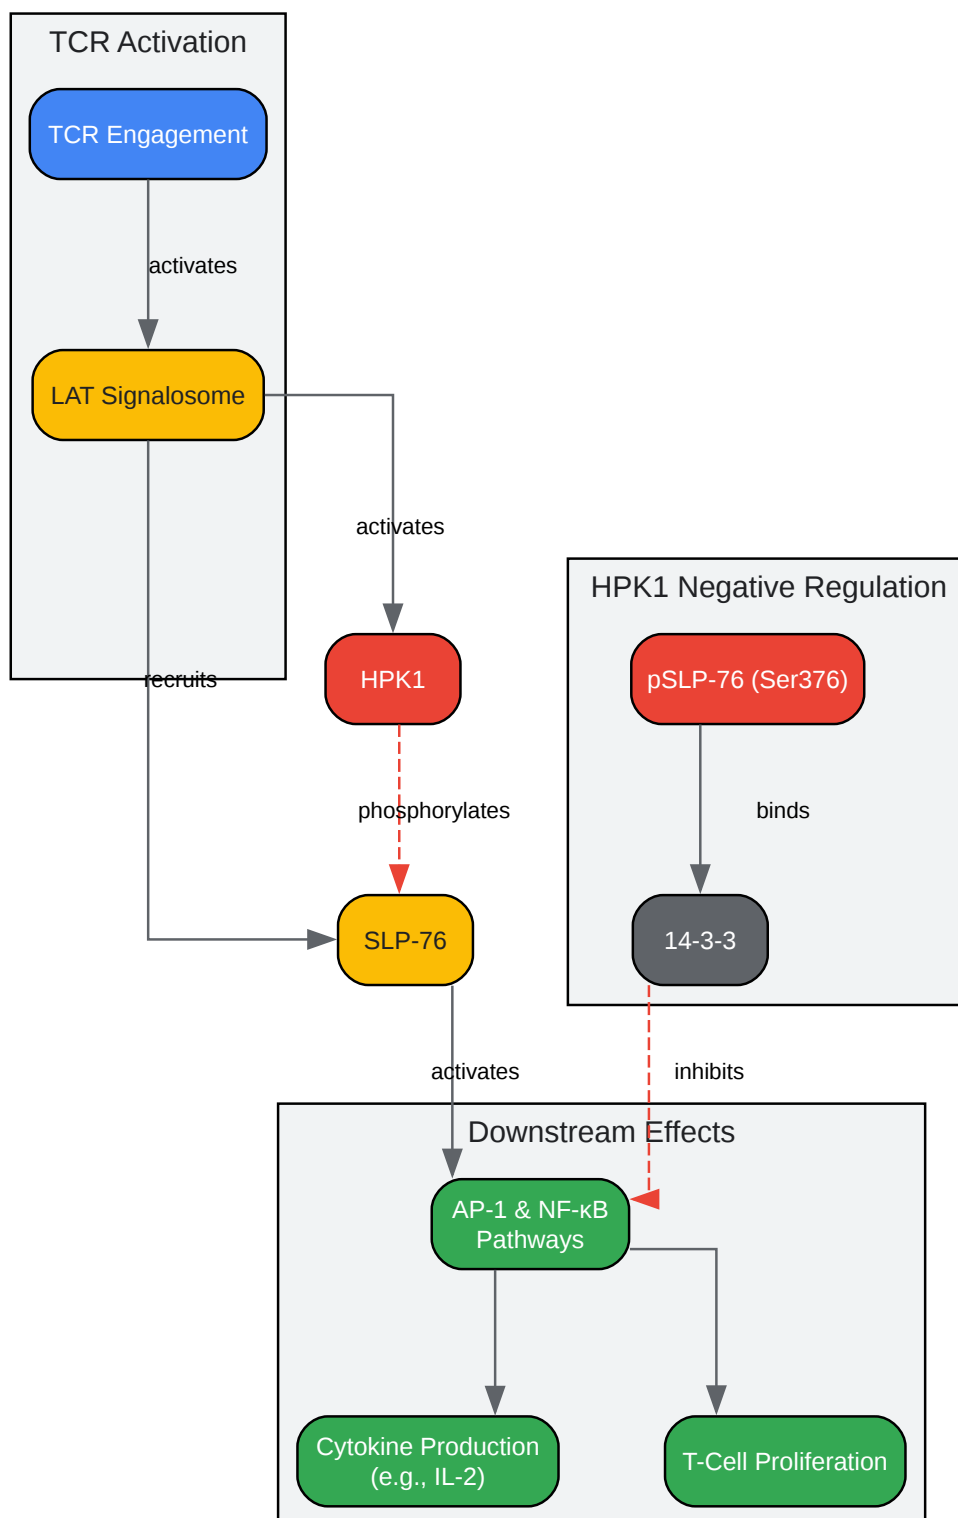 TCR Activation
TCR Engagement
activates
LAT Signalosome
activates
HPK1 Negative Regulation
recruits
HPK1
pSLP-76 (Ser376)
phosphorylates
binds
SLP-76
14-3-3
activates
inhibits
Downstream Effects
AP-1 & NF-κB
Pathways
Cytokine Production
(e.g., IL-2)
T-Cell Proliferation